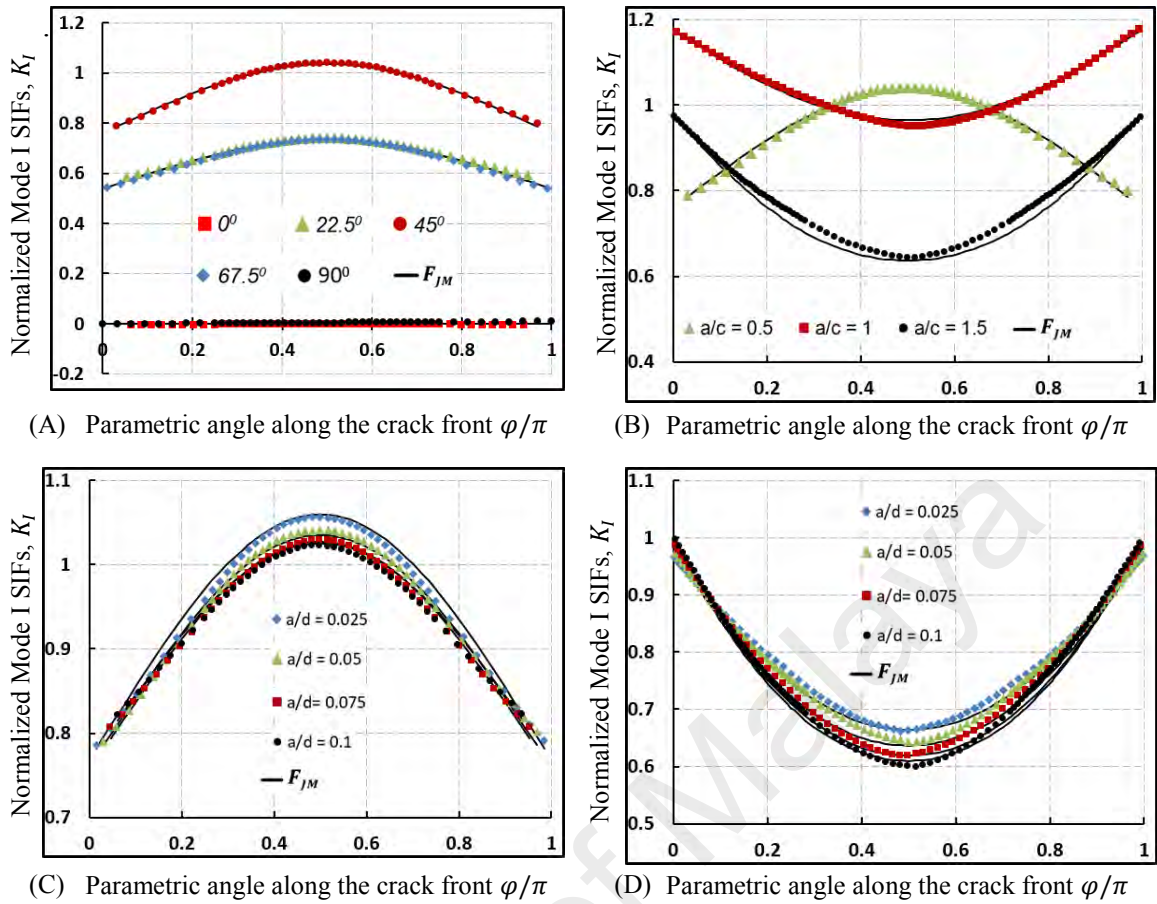 Normalized Mode I SIFs, K_I
1.2
1
0.8
0.6
0.4
0.2
0
-0.2
0⁰ 22.5⁰ 45⁰
67.5⁰ 90⁰ F_JM
0 0.2 0.4 0.6 0.8 1
(A) Parametric angle along the crack front φ/π
Normalized Mode I SIFs, K_I
1.2
1.0
0.8
0.6
0.4
a/c = 0.5 a/c = 1 a/c = 1.5 F_JM
0 0.2 0.4 0.6 0.8 1
(B) Parametric angle along the crack front φ/π
Normalized Mode I SIFs, K_I
1.1
1
0.9
0.8
0.7
a/d = 0.025
a/d = 0.05
a/d= 0.075
a/d = 0.1
F_JM
0 0.2 0.4 0.6 0.8 1
(C) Parametric angle along the crack front φ/π
Normalized Mode I SIFs, K_I
1.1
1.0
0.9
0.8
0.7
0.6
0.5
a/d = 0.025
a/d = 0.05
a/d= 0.075
a/d = 0.1
F_JM
0 0.2 0.4 0.6 0.8 1
(D) Parametric angle along the crack front φ/π
of Malaya